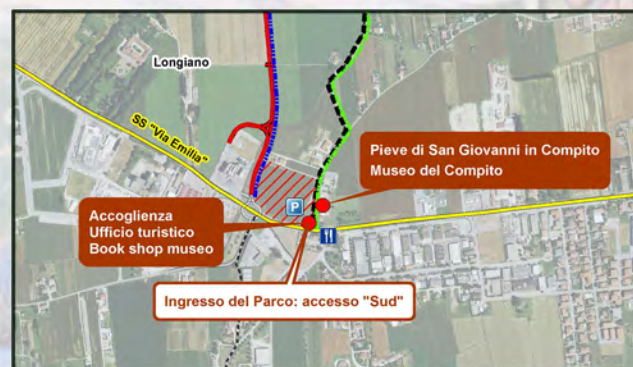 Longiano
SS "Via Emilia"
Pieve di San Giovanni in Compito
Museo del Compito
P
Accoglienza
Ufficio turistico
Book shop museo
Ingresso del Parco: accesso "Sud"